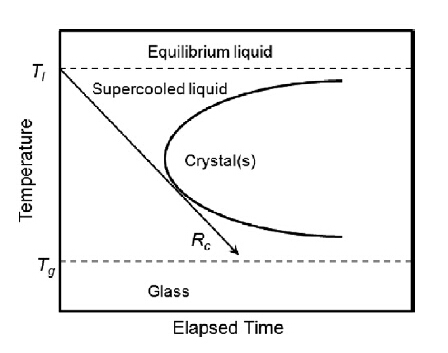 Equilibrium liquid
Tl
Supercooled liquid
Crystal(s)
Temperature
Rc
Tg
Glass
Elapsed Time